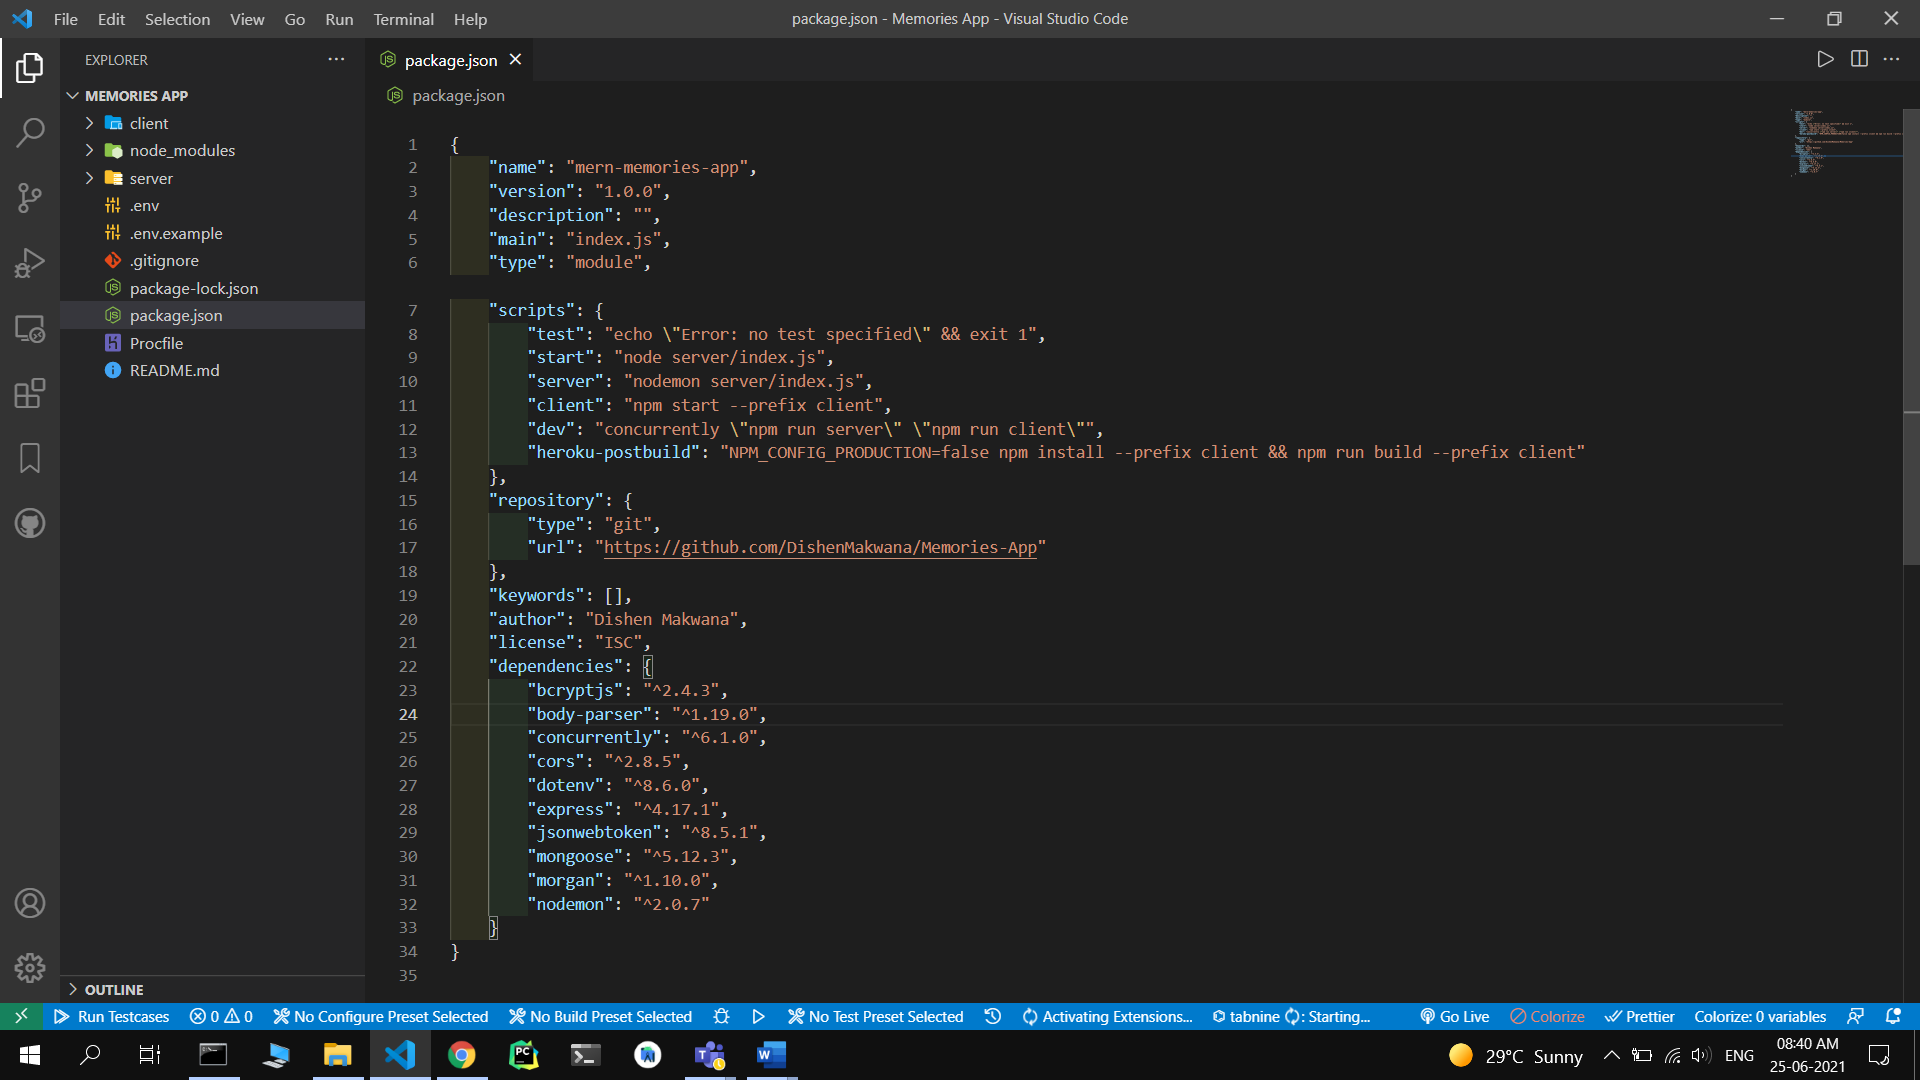 File Edit Selection View Go Run Terminal Help
package.json - Memories App - Visual Studio Code
EXPLORER
MEMORIES APP
client
node_modules
server
.env
.env.example
.gitignore
package-lock.json
package.json
Procfile
README.md
OUTLINE
package.json
package.json
1 {
2 "name": "mern-memories-app",
3 "version": "1.0.0",
4 "description": "",
5 "main": "index.js",
6 "type": "module",
7 "scripts": {
8 "test": "echo \"Error: no test specified\" && exit 1",
9 "start": "node server/index.js",
10 "server": "nodemon server/index.js",
11 "client": "npm start --prefix client",
12 "dev": "concurrently \"npm run server\" \"npm run client\"",
13 "heroku-postbuild": "NPM_CONFIG_PRODUCTION=false npm install --prefix client && npm run build --prefix client"
14 },
15 "repository": {
16 "type": "git",
17 "url": "https://github.com/DishenMakwana/Memories-App"
18 },
19 "keywords": [],
20 "author": "Dishen Makwana",
21 "license": "ISC",
22 "dependencies": {
23 "bcryptjs": "^2.4.3",
24 "body-parser": "^1.19.0",
25 "concurrently": "^6.1.0",
26 "cors": "^2.8.5",
27 "dotenv": "^8.6.0",
28 "express": "^4.17.1",
29 "jsonwebtoken": "^8.5.1",
30 "mongoose": "^5.12.3",
31 "morgan": "^1.10.0",
32 "nodemon": "^2.0.7"
33 }
34 }
35
Run Testcases 0 0 No Configure Preset Selected No Build Preset Selected No Test Preset Selected Activating Extensions... tabnine : Starting... Go Live Colorize Prettier Colorize: 0 variables
29°C Sunny ENG 08:40 AM
25-06-2021